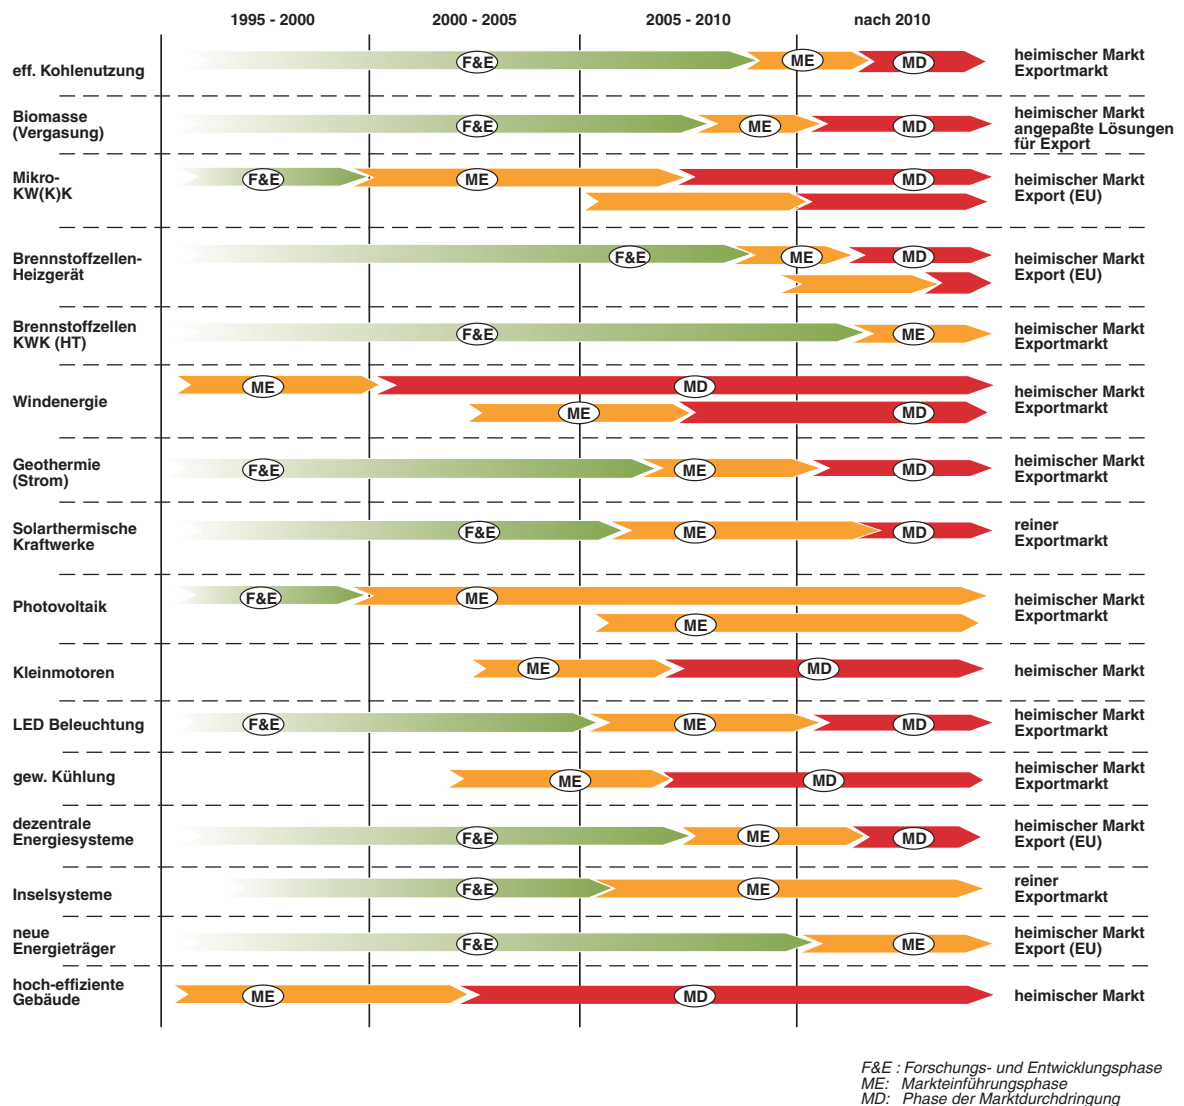 1995 - 2000 2000 - 2005 2005 - 2010 nach 2010
eff. Kohlenutzung F&E ME MD heimischer Markt
Exportmarkt
Biomasse
(Vergasung) F&E ME MD heimischer Markt
angepaßte Lösungen
für Export
Mikro-
KW(K)K F&E ME MD heimischer Markt
Export (EU)
Brennstoffzellen-
Heizgerät F&E ME MD heimischer Markt
Export (EU)
Brennstoffzellen
KWK (HT) F&E ME heimischer Markt
Exportmarkt
Windenergie ME MD heimischer Markt
ME MD Exportmarkt
Geothermie
(Strom) F&E ME MD heimischer Markt
Exportmarkt
Solarthermische
Kraftwerke F&E ME MD reiner
Exportmarkt
Photovoltaik F&E ME heimischer Markt
ME Exportmarkt
Kleinmotoren ME MD heimischer Markt
LED Beleuchtung F&E ME MD heimischer Markt
Exportmarkt
gew. Kühlung ME MD heimischer Markt
Exportmarkt
dezentrale
Energiesysteme F&E ME MD heimischer Markt
Export (EU)
Inselsysteme F&E ME reiner
Exportmarkt
neue
Energieträger F&E ME heimischer Markt
Export (EU)
hoch-effiziente
Gebäude ME MD heimischer Markt
F&E : Forschungs- und Entwicklungsphase
ME: Markteinführungsphase
MD: Phase der Marktdurchdringung